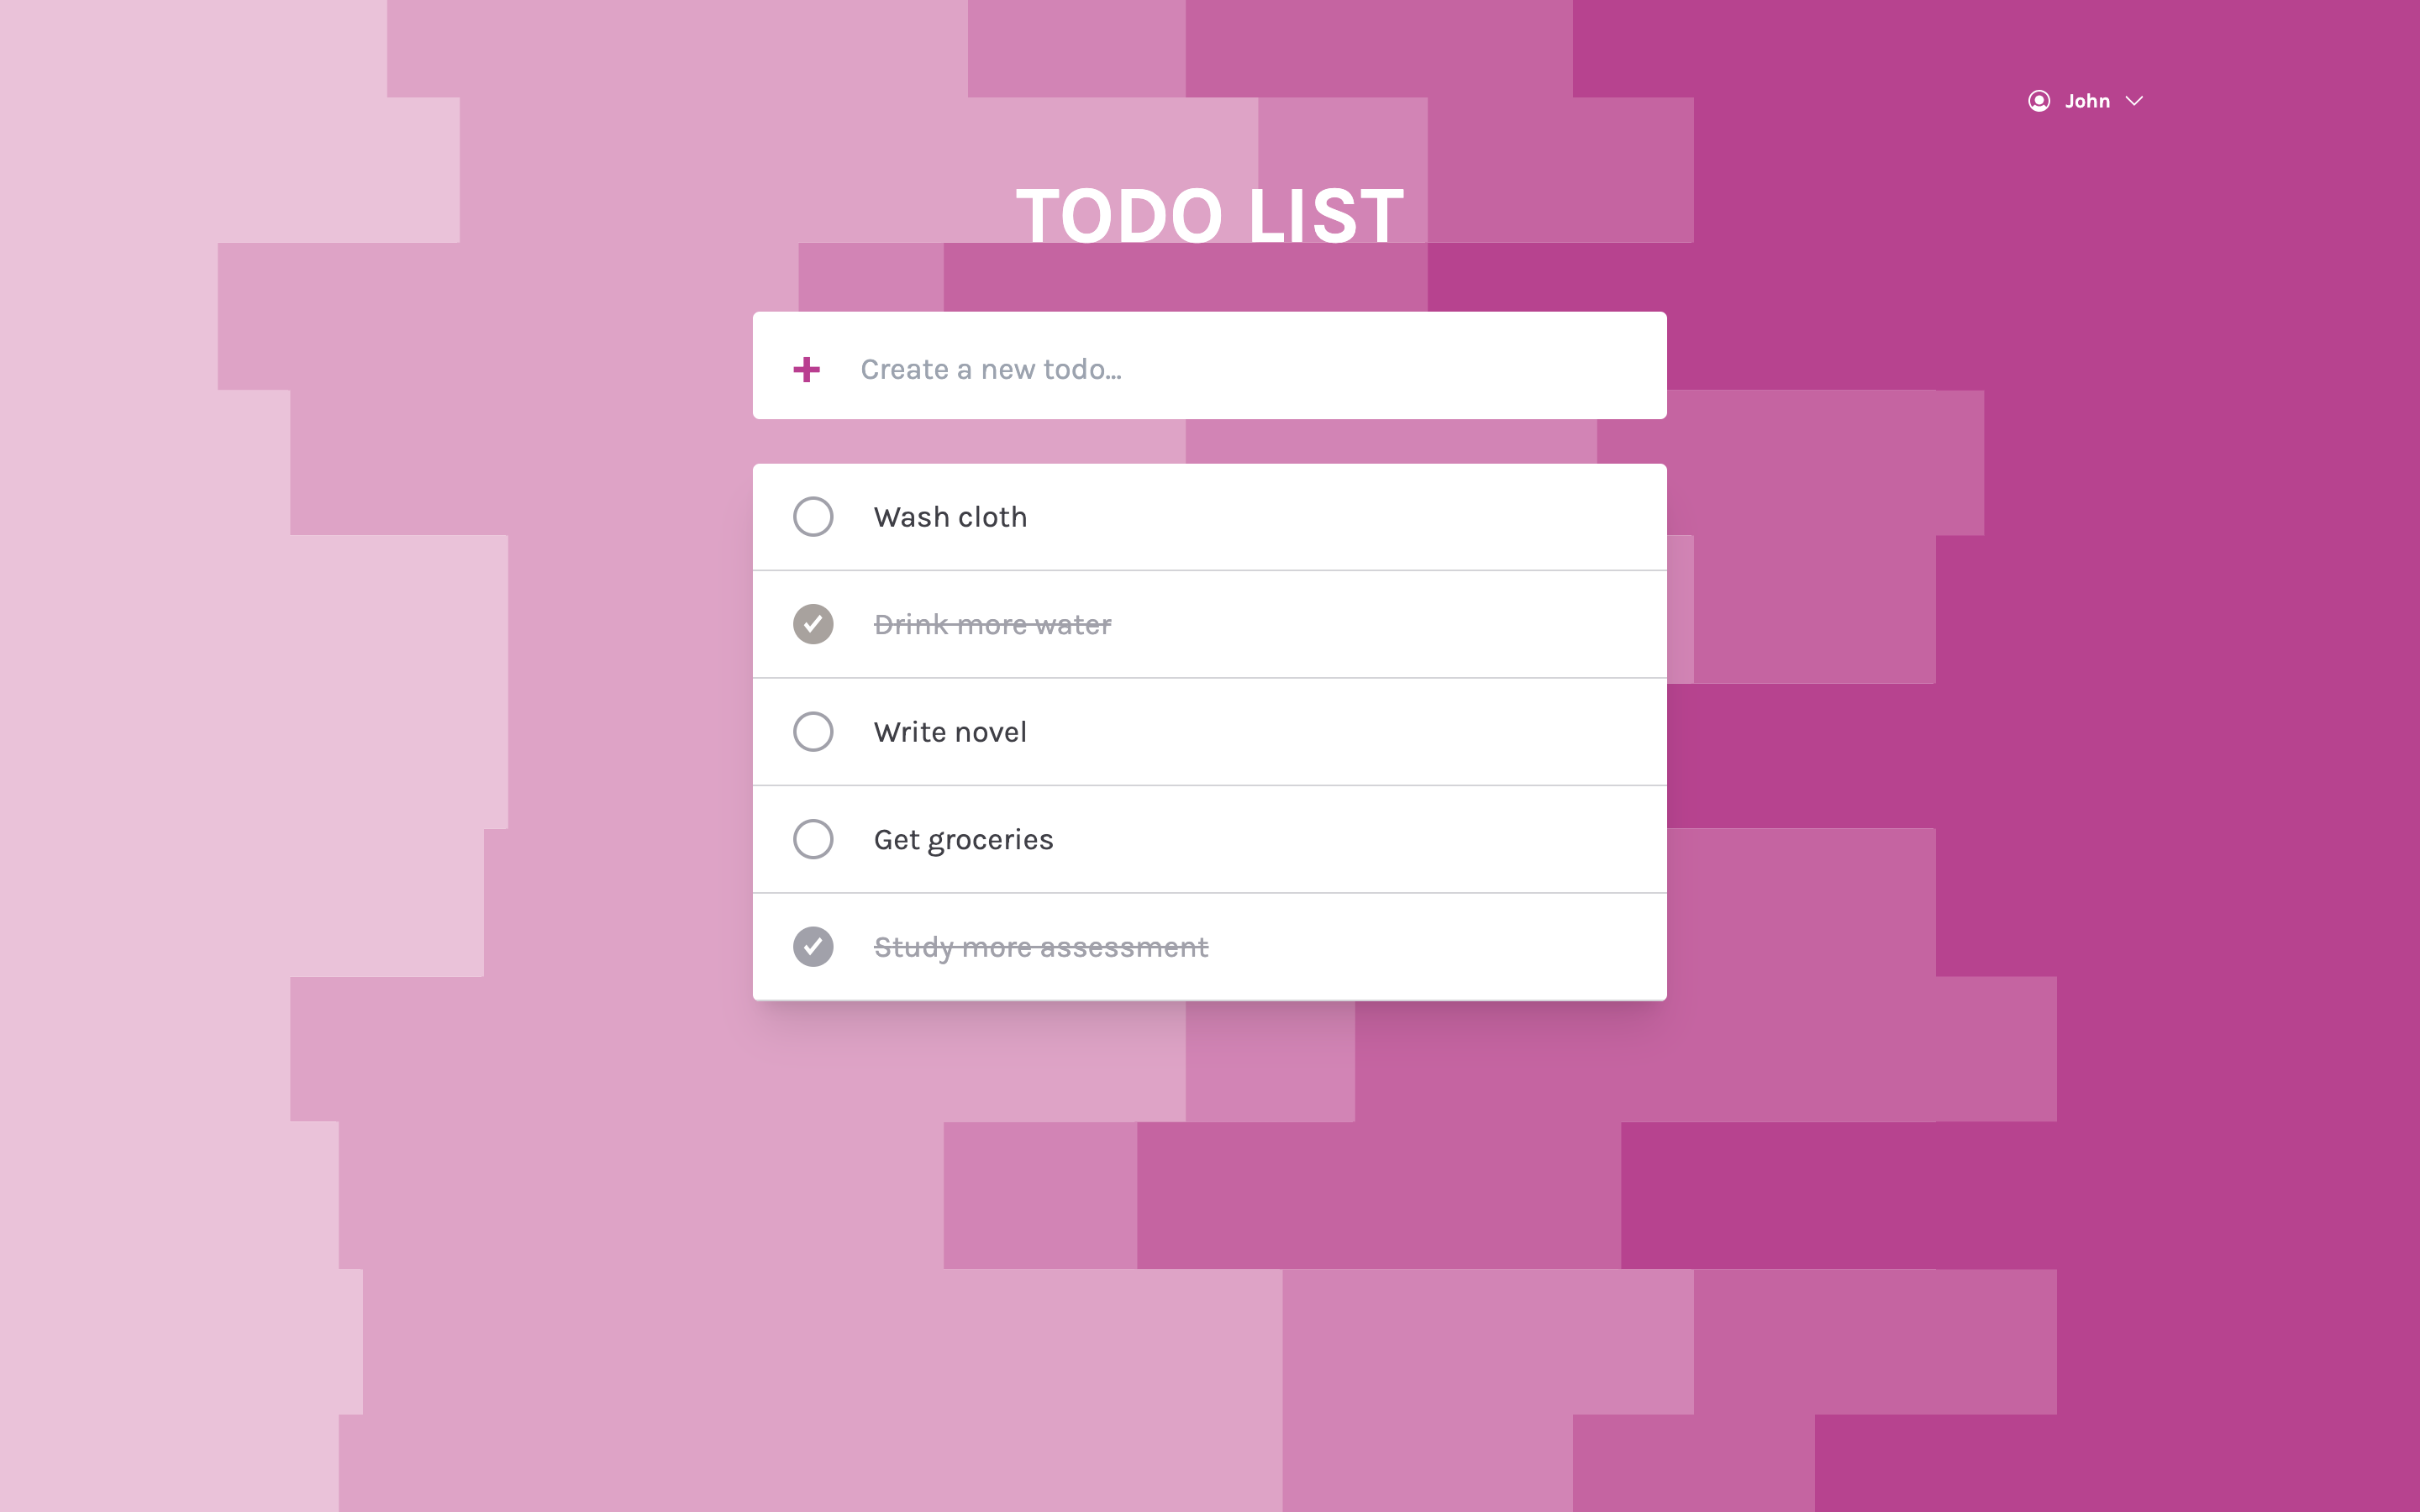 John
TODO LIST
Create a new todo...
Wash cloth
Drink more water
Write novel
Get groceries
Study more assessment